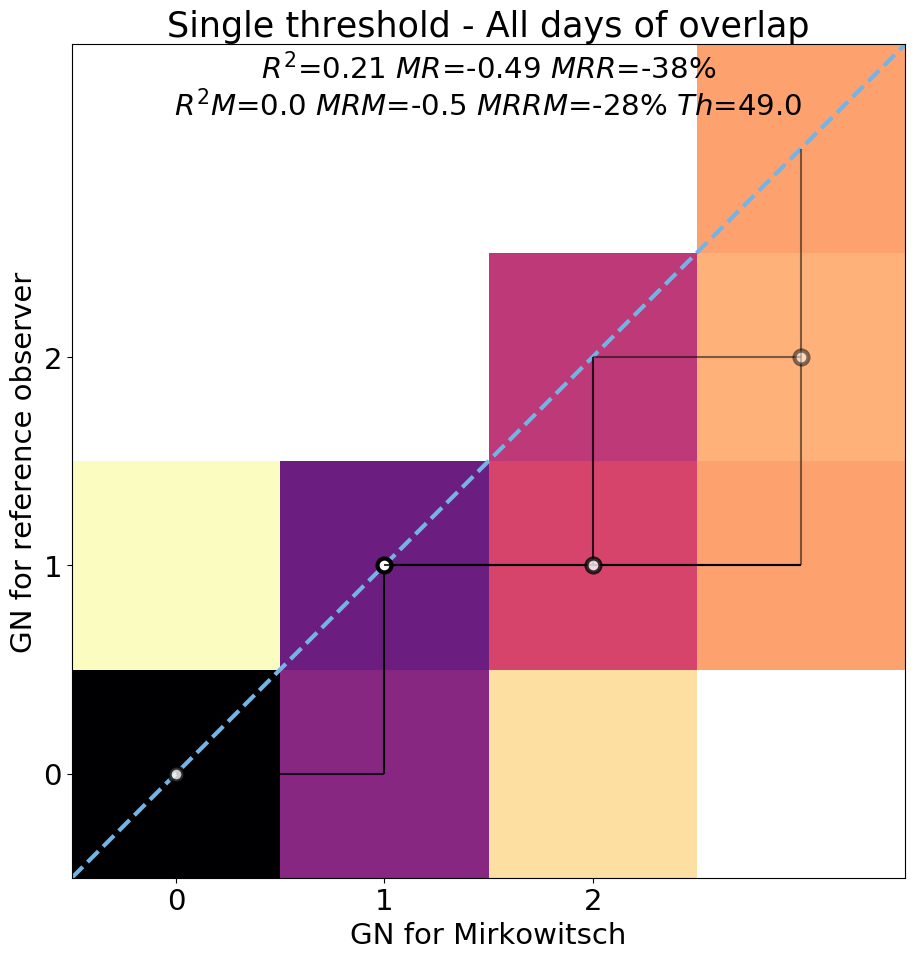 Single threshold - All days of overlap
R²=0.21 MR=-0.49 MRR=-38%
R²M=0.0 MRM=-0.5 MRRM=-28% Th=49.0
GN for reference observer
2
1
0
0 1 2
GN for Mirkowitsch